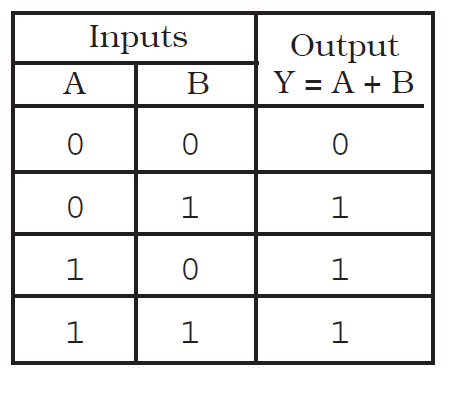 Inputs
Output
Y = A + B
A B
0 0 0
0 1 1
1 0 1
1 1 1